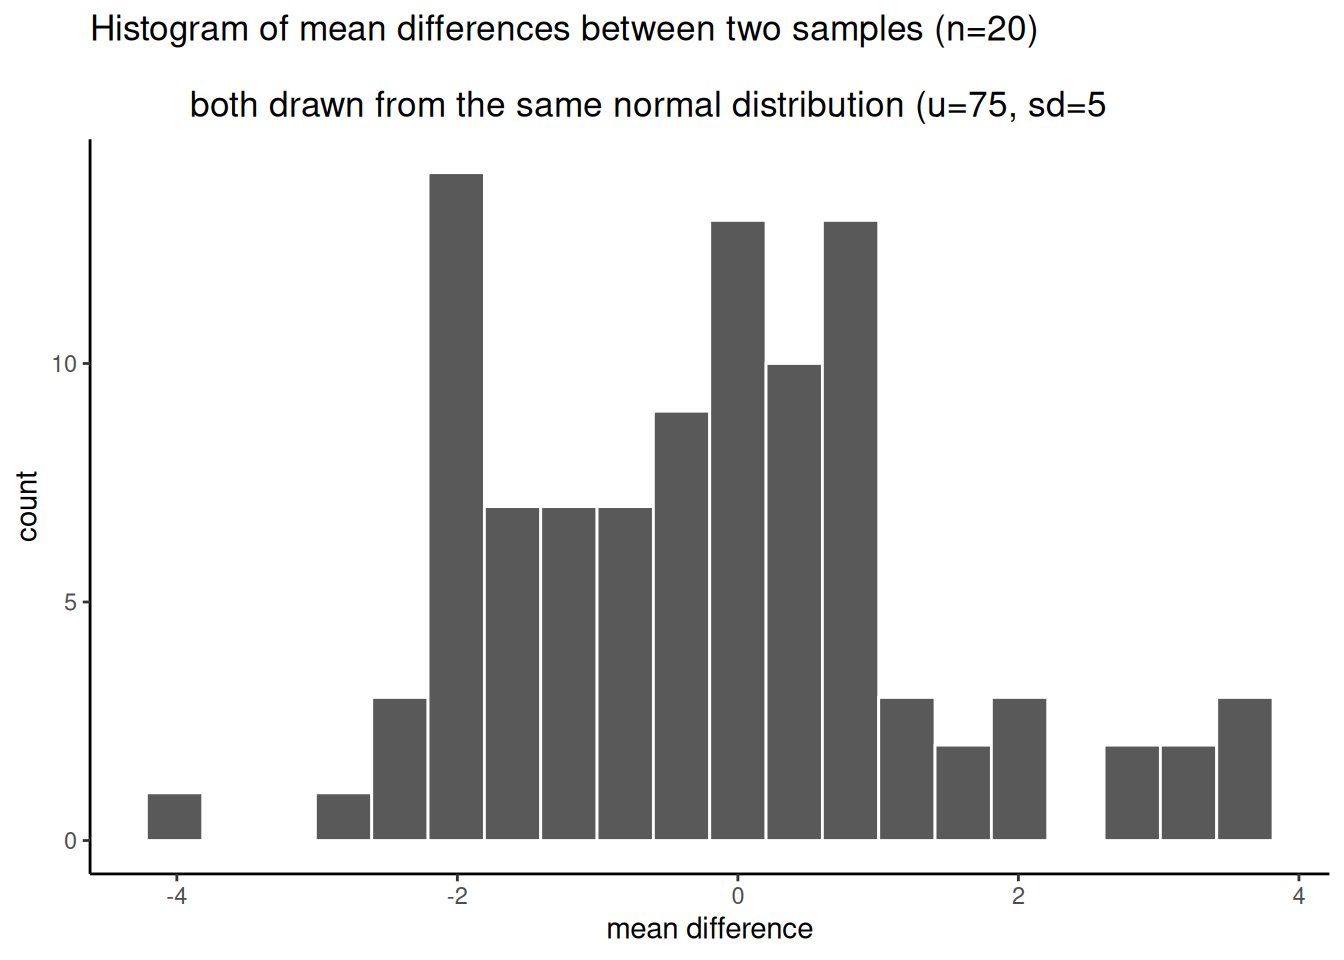 Histogram of mean differences between two samples (n=20)
both drawn from the same normal distribution (u=75, sd=5
10
5
0
count
-4
-2
0
2
4
mean difference